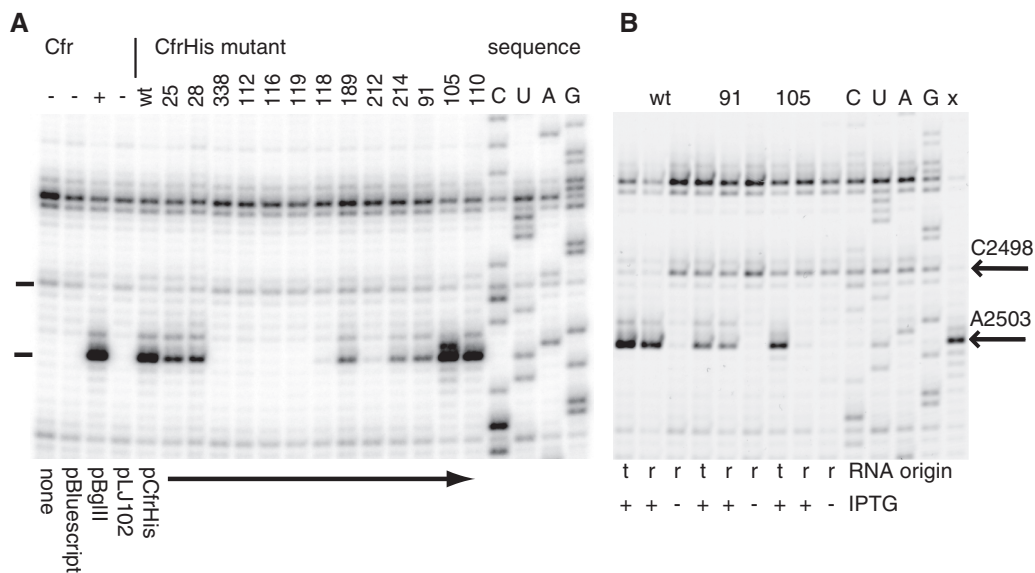 A
Cfr CfrHis mutant sequence
- - + - wt 25 28 338 112 116 119 118 189 212 214 91 105 110 C U A G
none
pBluescript
pBglII
pLJ102
pCfrHis
B
wt 91 105 C U A G x
C2498
A2503
t r r t r r t r r RNA origin
+ + - + + - + + - IPTG